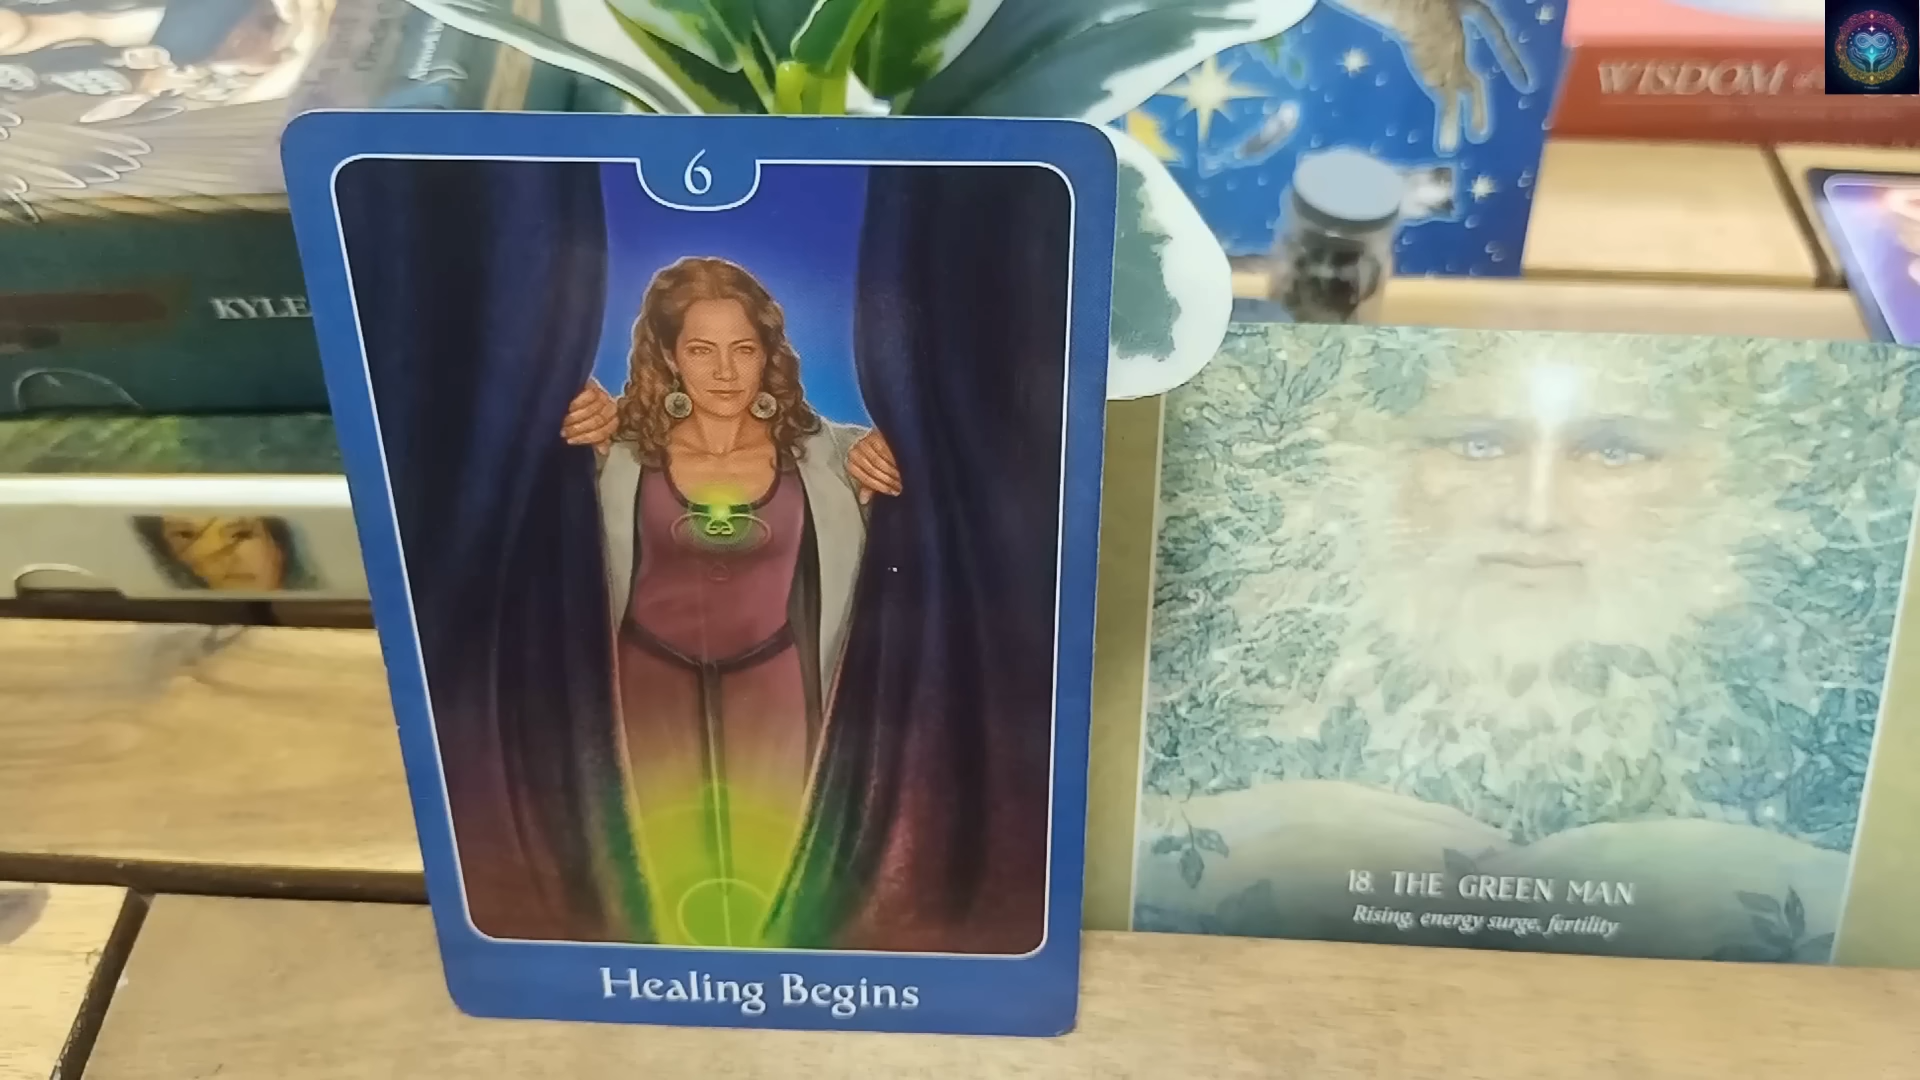 6
Healing Begins
18. THE GREEN MAN
Rising, energy surge, fertility
KYLE
WISDOM